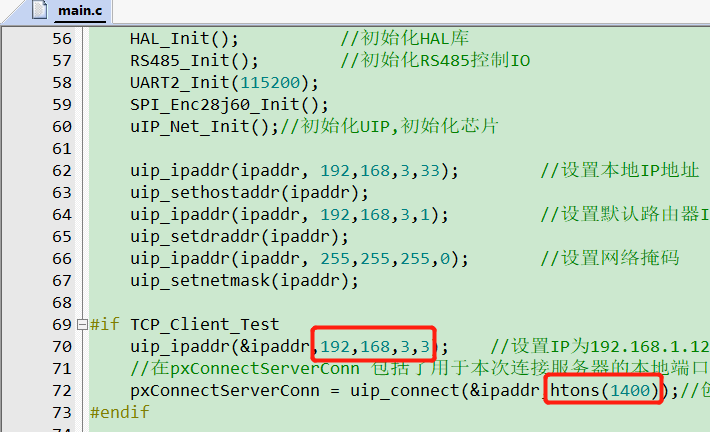 main.c
56 HAL_Init(); //初始化HAL库
57 RS485_Init(); //初始化RS485控制IO
58 UART2_Init(115200);
59 SPI_Enc28j60_Init();
60 uIP_Net_Init();//初始化UIP,初始化芯片
61
62 uip_ipaddr(ipaddr, 192,168,3,33); //设置本地IP地址
63 uip_sethostaddr(ipaddr);
64 uip_ipaddr(ipaddr, 192,168,3,1); //设置默认路由器I
65 uip_setdraddr(ipaddr);
66 uip_ipaddr(ipaddr, 255,255,255,0); //设置网络掩码
67 uip_setnetmask(ipaddr);
68
69 #if TCP_Client_Test
70 uip_ipaddr(&ipaddr,192,168,3,3); //设置IP为192.168.1.12
71 //在pxConnectServerConn 包括了用于本次连接服务器的本地端口
72 pxConnectServerConn = uip_connect(&ipaddr,htons(1400));//
73 #endif